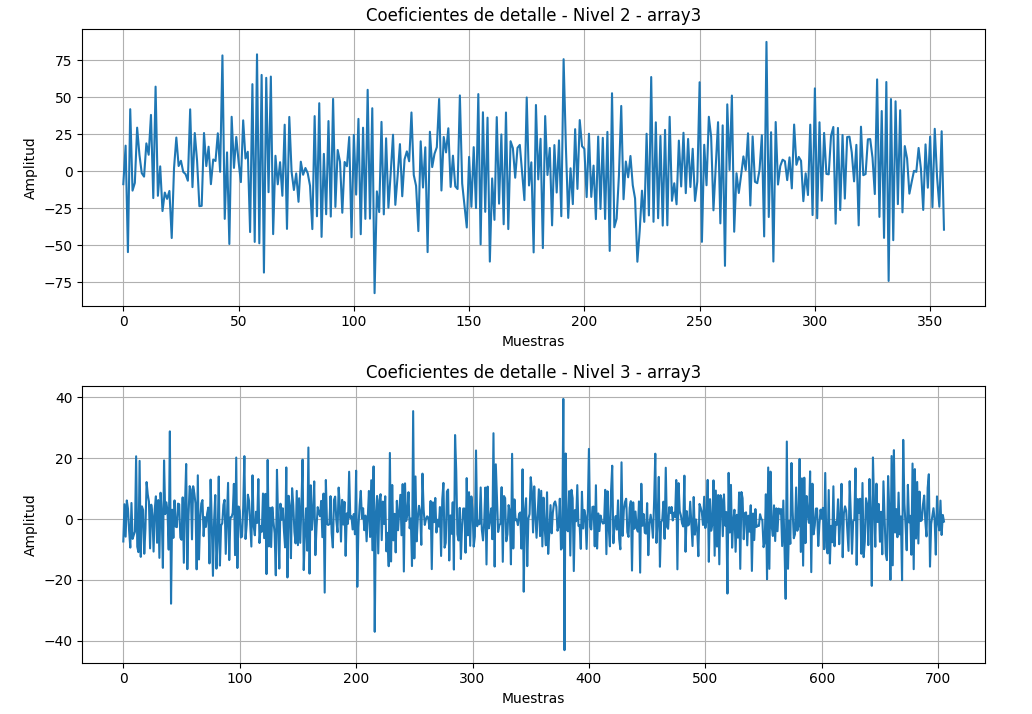 Coeficientes de detalle - Nivel 2 - array3
75
50
25
0
−25
−50
−75
Amplitud
0 50 100 150 200 250 300 350
Muestras
Coeficientes de detalle - Nivel 3 - array3
40
20
0
−20
−40
Amplitud
0 100 200 300 400 500 600 700
Muestras